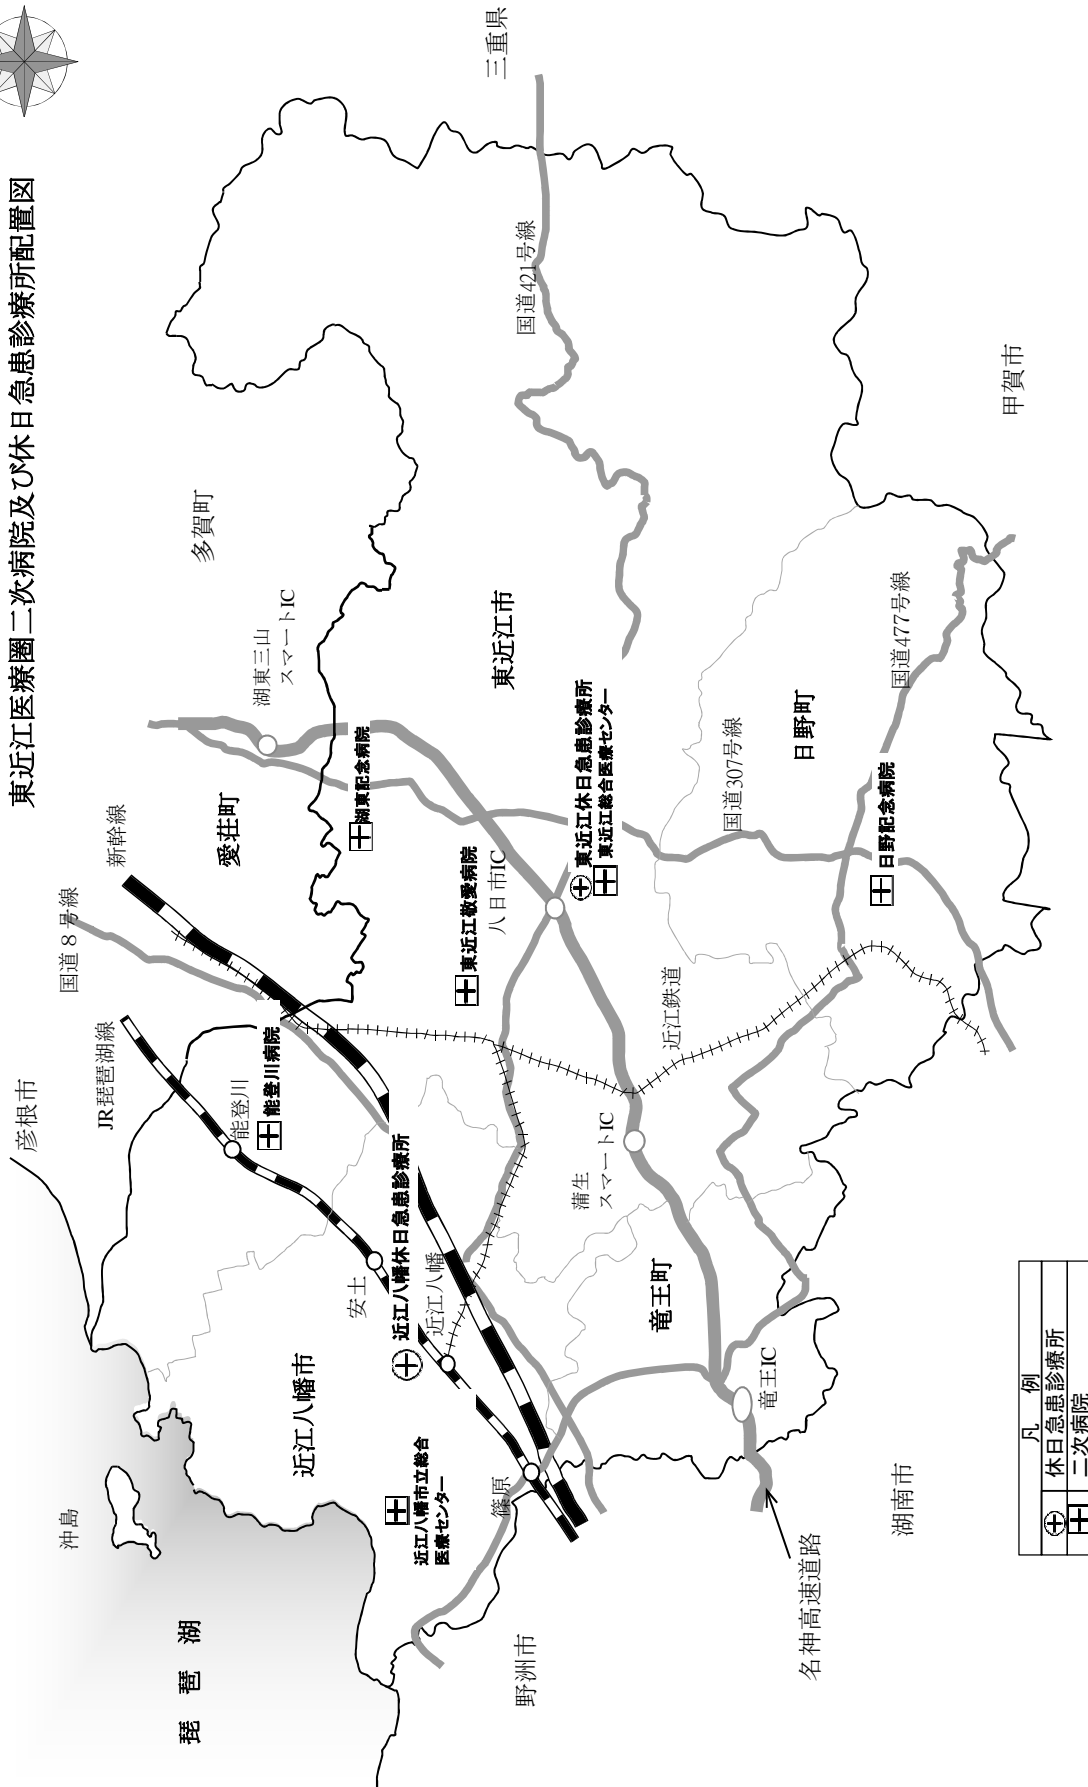 東近江医療圏二次病院及び休日急患診療所配置図
琵琶湖
沖島
彦根市
国道８号線
新幹線
JR琵琶湖線
能登川
能登川病院
愛荘町
多賀町
湖東三山
スマートIC
湖東記念病院
三重県
国道421号線
東近江市
東近江敬愛病院
八日市IC
東近江休日急患診療所
東近江総合医療センター
近江八幡市
安土
近江八幡休日急患診療所
近江八幡
近江八幡市立総合
医療センター
篠原
野洲市
近江鉄道
蒲生
スマートIC
竜王町
竜王IC
名神高速道路
湖南市
国道307号線
日野町
国道477号線
日野記念病院
甲賀市
凡例
休日急患診療所
二次病院